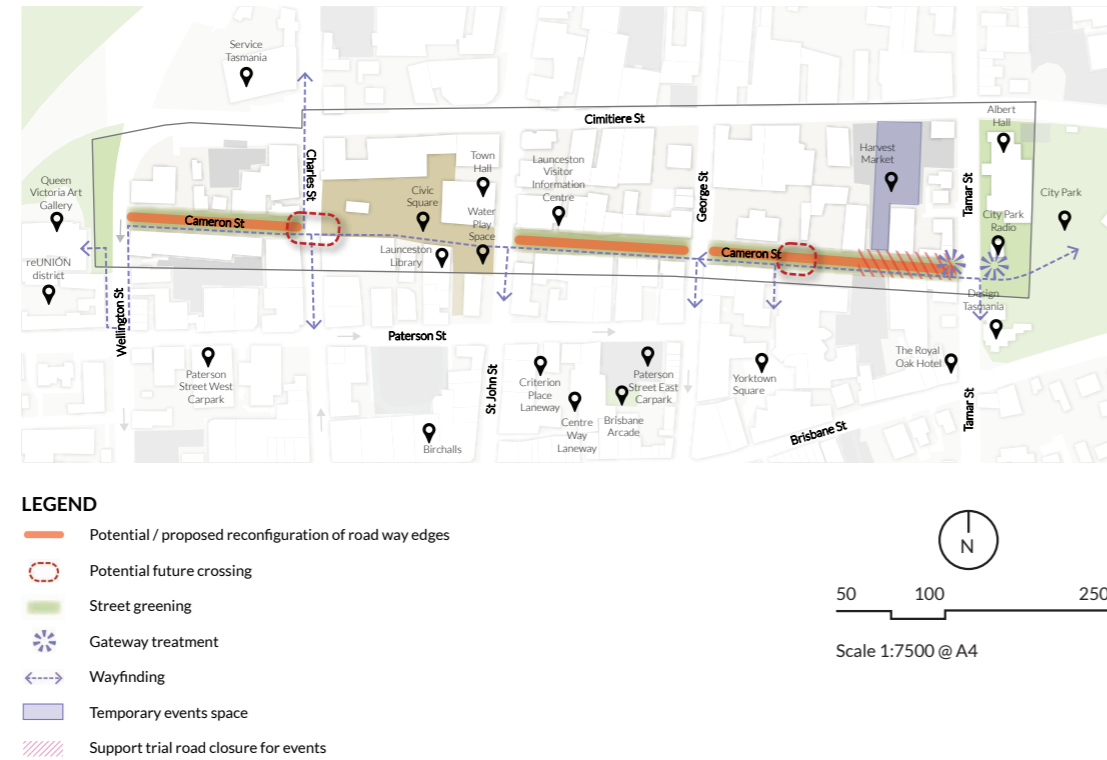 Service
Tasmania
Cimitiere St
Albert
Hall
Charles St
Town
Hall
Launceston
Visitor
Information
Centre
Harvest
Market
George St
Tamar St
Queen
Victoria Art
Gallery
Civic
Square
City Park
Water
Play
Space
City Park
Radio
Cameron St
Launceston
Library
Cameron St
reUNIÓN
district
Design
Tasmania
Wellington St
Paterson St
Paterson
Street West
Carpark
St John St
Criterion
Place
Laneway
Paterson
Street East
Carpark
Yorktown
Square
The Royal
Oak Hotel
Tamar St
Centre
Way
Laneway
Brisbane
Arcade
Birchalls
Brisbane St
LEGEND
Potential / proposed reconfiguration of road way edges
Potential future crossing
Street greening
Gateway treatment
Wayfinding
Temporary events space
Support trial road closure for events
N
50 100 250
Scale 1:7500 @ A4